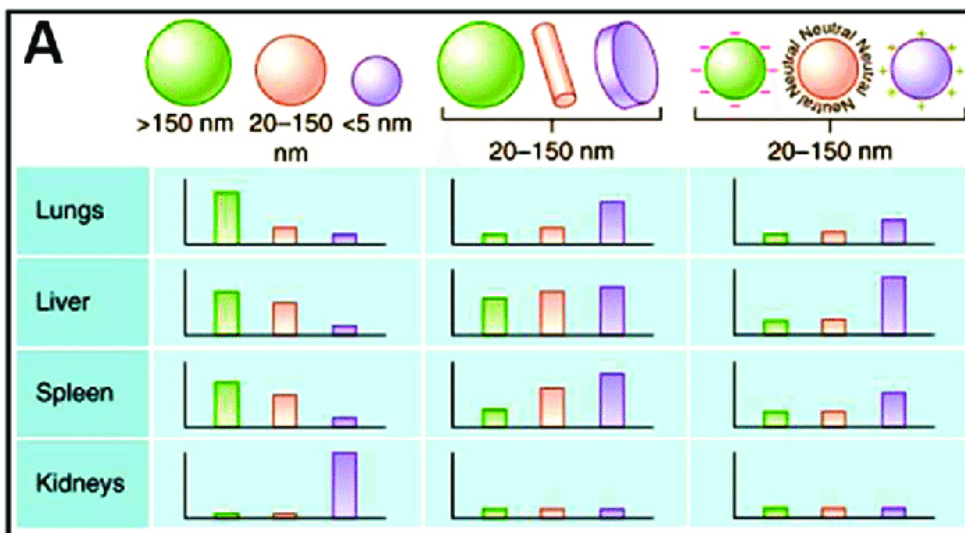 A
>150 nm 20–150 <5 nm
nm
20–150 nm
Neutral Neutral Neutral Neutral
20–150 nm
Lungs
Liver
Spleen
Kidneys